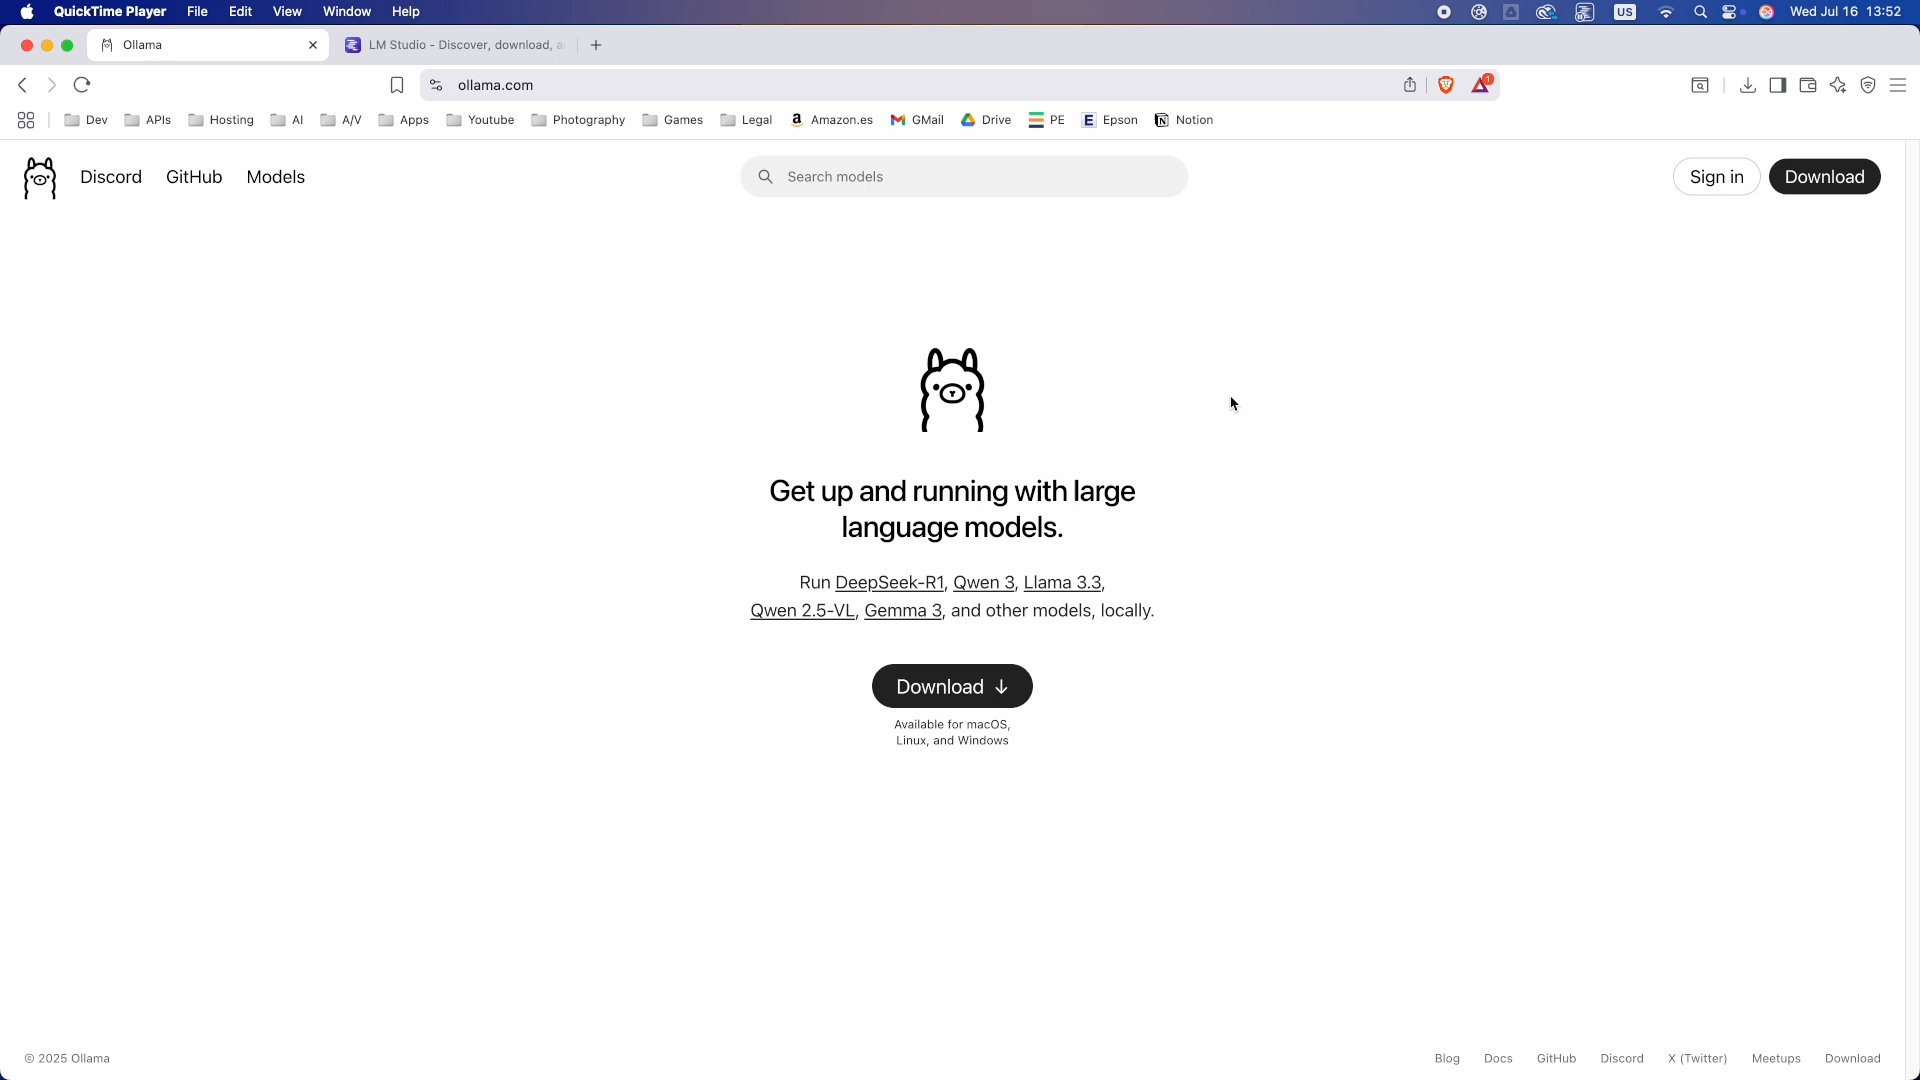 QuickTime Player File Edit View Window Help US Wed Jul 16 13:52
Ollama LM Studio - Discover, download, a
ollama.com 1
Dev APIs Hosting AI A/V Apps Youtube Photography Games Legal Amazon.es GMail Drive PE Epson Notion
Discord GitHub Models Search models Sign in Download
Get up and running with large
language models.
Run DeepSeek-R1, Qwen 3, Llama 3.3,
Qwen 2.5-VL, Gemma 3, and other models, locally.
Download ↓
Available for macOS,
Linux, and Windows
© 2025 Ollama Blog Docs GitHub Discord X (Twitter) Meetups Download